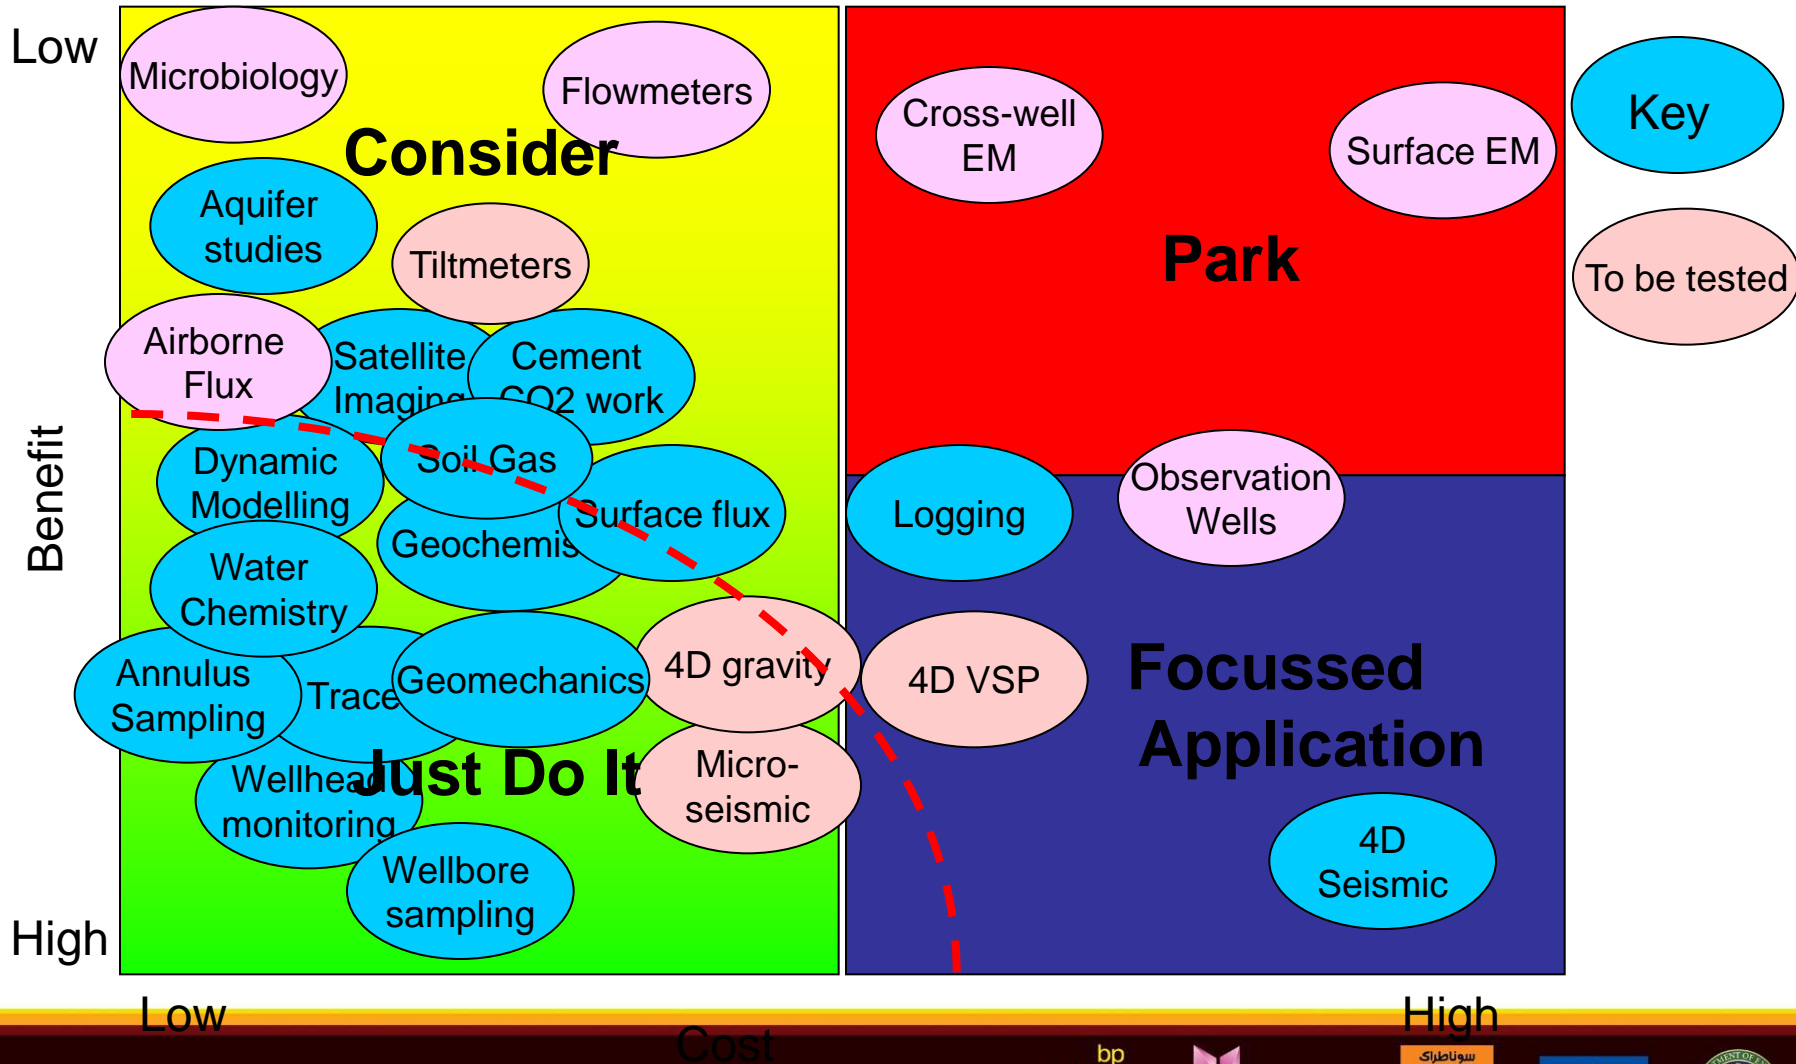 Low
Microbiology
Flowmeters
Consider
Cross-well
EM
Surface EM
Key
Aquifer
studies
Tiltmeters
Park
To be tested
Airborne
Flux
Satellite
Imaging
Cement
CO2 work
Benefit
Dynamic
Modelling
Soil Gas
Geochemis
Surface flux
Logging
Observation
Wells
Water
Chemistry
Annulus
Sampling
Trace
Geomechanics
4D gravity
4D VSP
Focussed
Application
Just Do It
Wellhead
monitoring
Micro-
seismic
Wellbore
sampling
4D
Seismic
High
Low
Cost
High
bp
سوناطراك